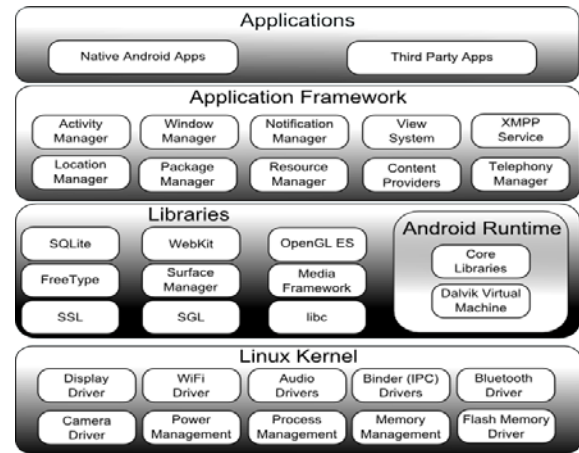 Applications
Native Android Apps
Third Party Apps
Application Framework
Activity
Manager
Window
Manager
Notification
Manager
View
System
XMPP
Service
Location
Manager
Package
Manager
Resource
Manager
Content
Providers
Telephony
Manager
Libraries
SQLite
WebKit
OpenGL ES
FreeType
Surface
Manager
Media
Framework
SSL
SGL
libc
Android Runtime
Core
Libraries
Dalvik Virtual
Machine
Linux Kernel
Display
Driver
WiFi
Driver
Audio
Drivers
Binder (IPC)
Drivers
Bluetooth
Driver
Camera
Driver
Power
Management
Process
Management
Memory
Management
Flash Memory
Driver